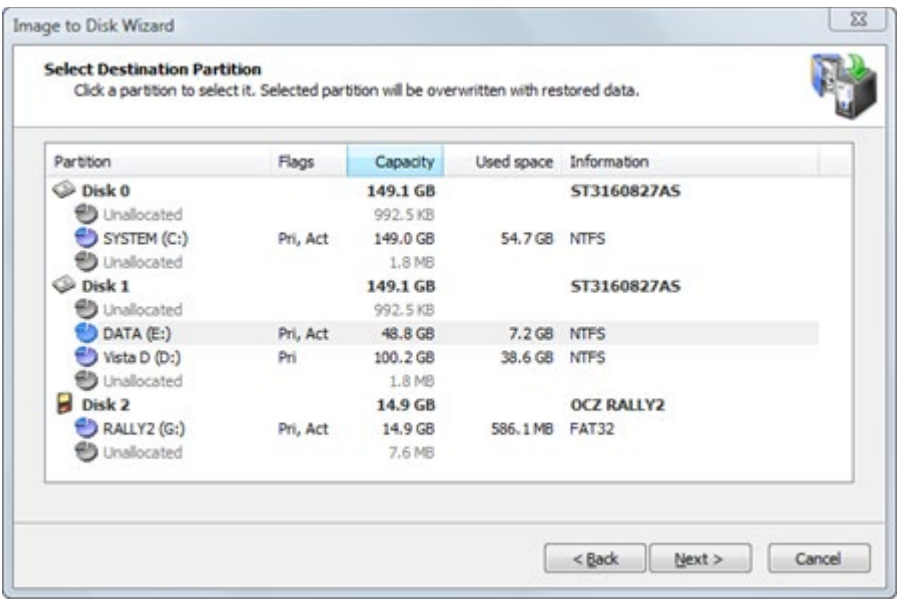 Image to Disk Wizard
Select Destination Partition
Click a partition to select it. Selected partition will be overwritten with restored data.
Partition Flags Capacity Used space Information
Disk 0 149.1 GB ST3160827AS
Unallocated 992.5 KB
SYSTEM (C:) Pri, Act 149.0 GB 54.7 GB NTFS
Unallocated 1.8 MB
Disk 1 149.1 GB ST3160827AS
Unallocated 992.5 KB
DATA (E:) Pri, Act 48.8 GB 7.2 GB NTFS
Vista D (D:) Pri 100.2 GB 38.6 GB NTFS
Unallocated 1.8 MB
Disk 2 14.9 GB OCZ RALLY2
RALLY2 (G:) Pri, Act 14.9 GB 586.1 MB FAT32
Unallocated 7.6 MB
< Back Next > Cancel